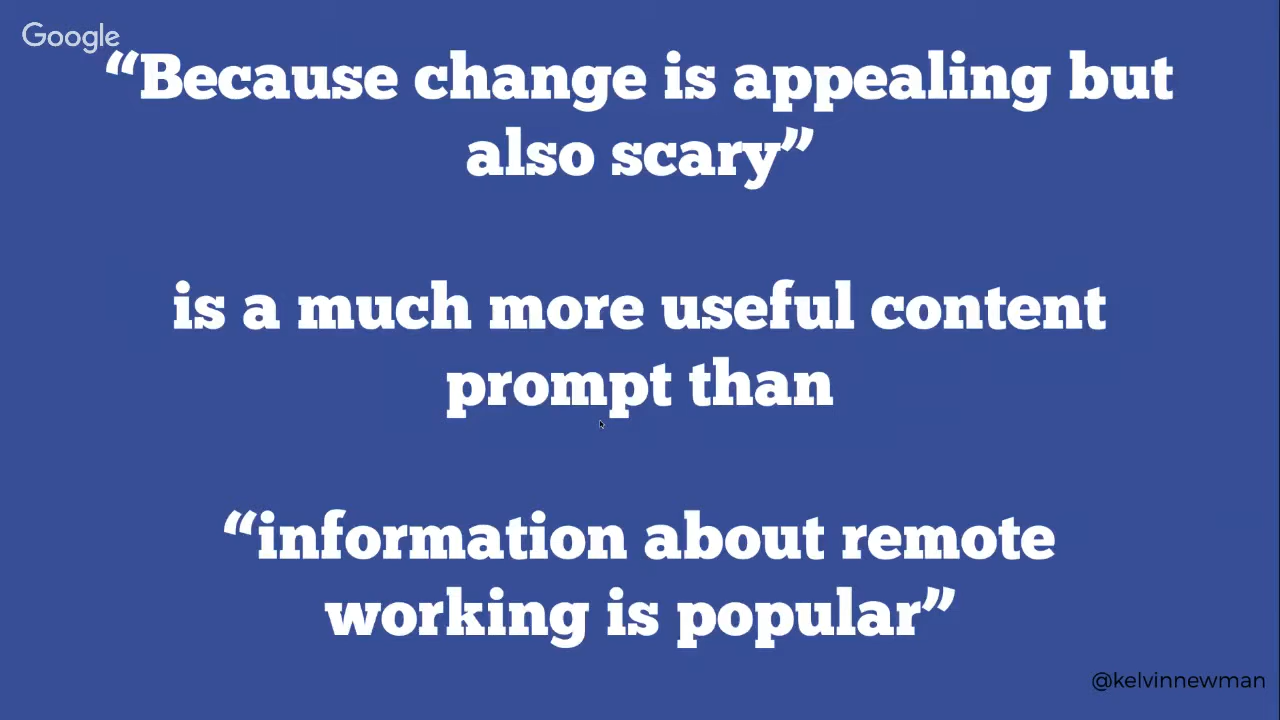 Google
“Because change is appealing but
also scary”
is a much more useful content
prompt than
“information about remote
working is popular”
@kelvinnewman